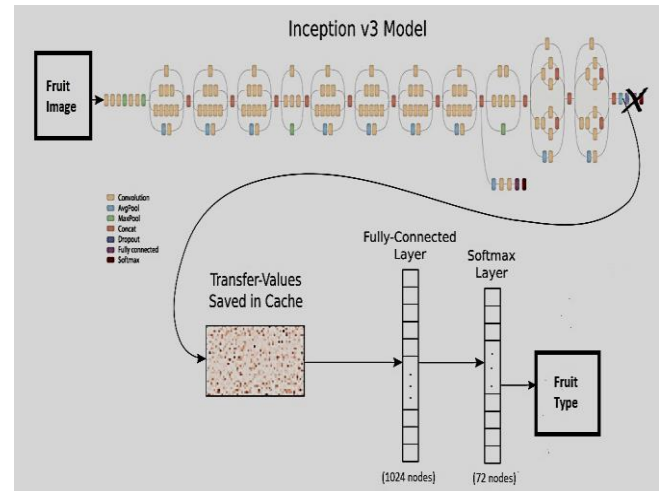 Inception v3 Model
Fruit
Image
X
Convolution
AvgPool
MaxPool
Concat
Dropout
Fully-connected
Softmax
Transfer-Values
Saved in Cache
Fully-Connected
Layer
Softmax
Layer
Fruit
Type
(1024 nodes)
(72 nodes)